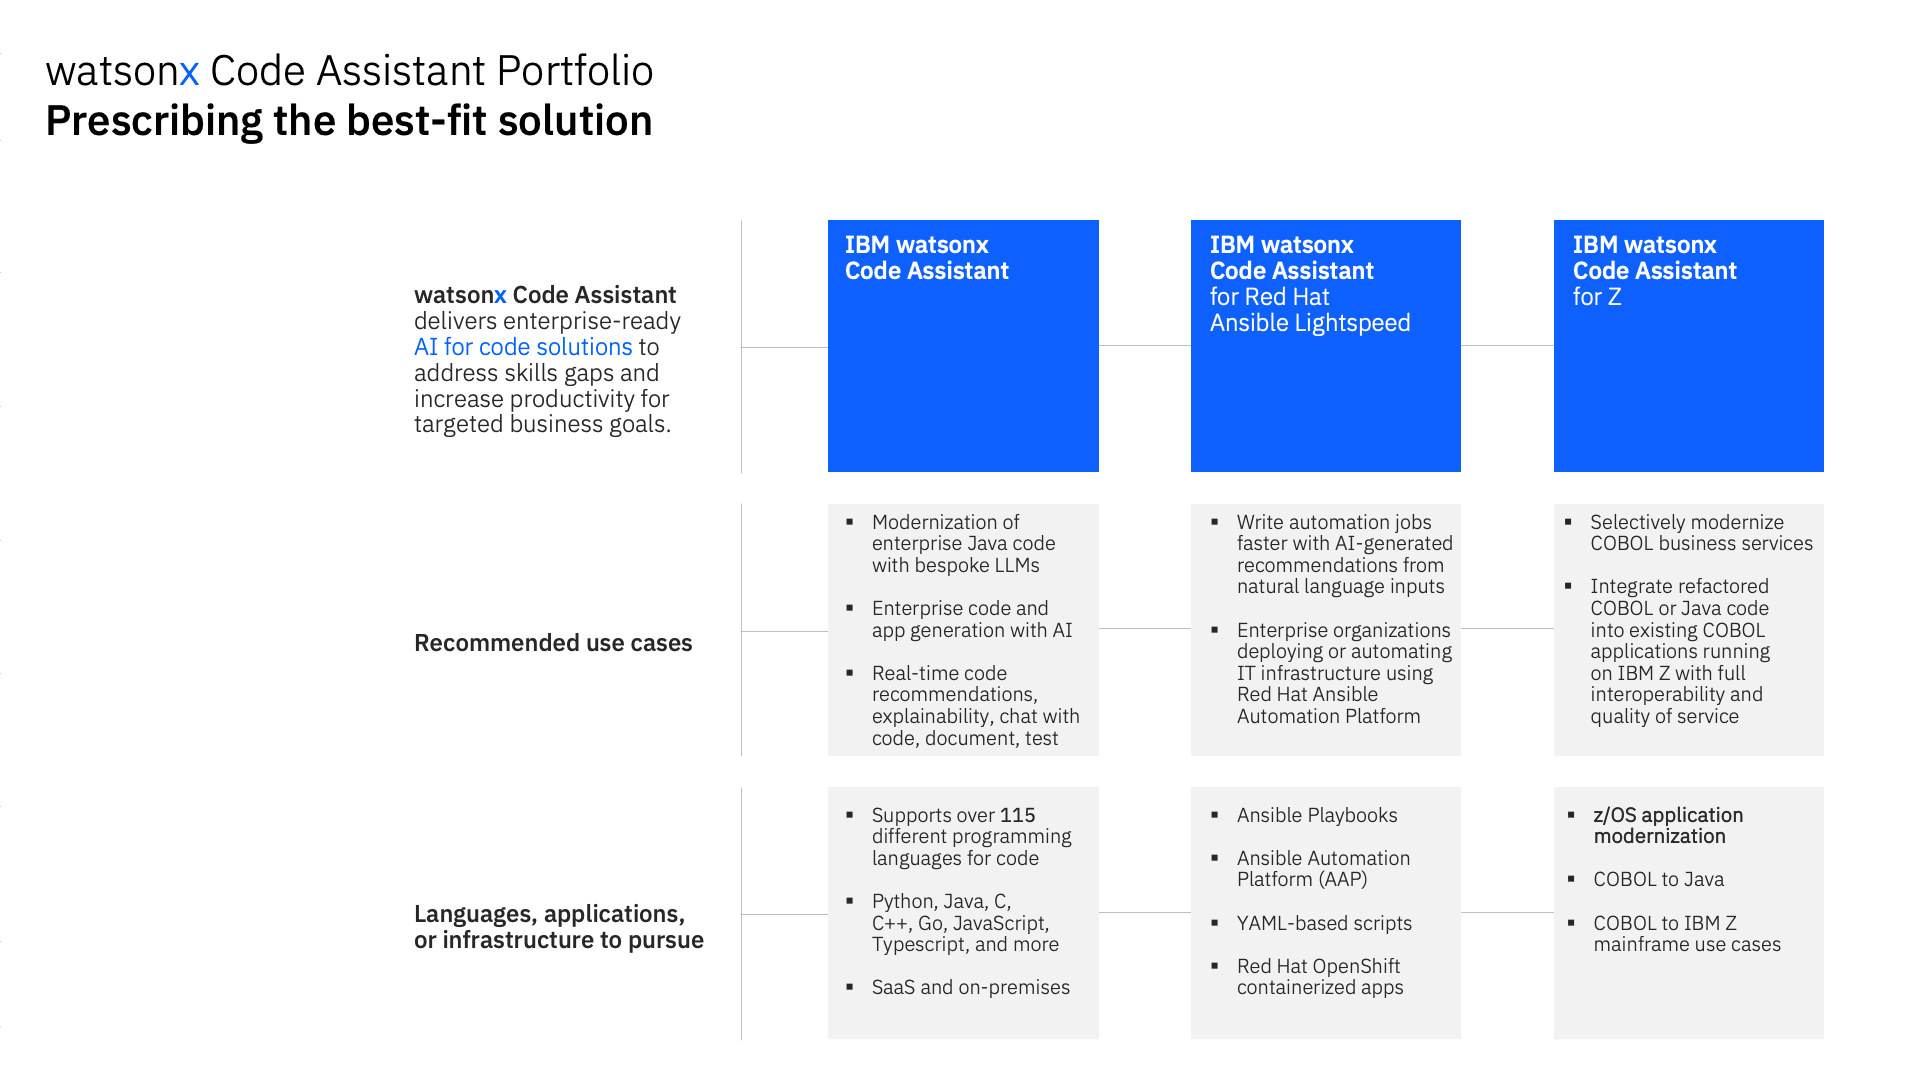 watsonx Code Assistant Portfolio
Prescribing the best-fit solution
watsonx Code Assistant
delivers enterprise-ready
AI for code solutions to
address skills gaps and
increase productivity for
targeted business goals.
IBM watsonx
Code Assistant
IBM watsonx
Code Assistant
for Red Hat
Ansible Lightspeed
IBM watsonx
Code Assistant
for Z
Recommended use cases
▪ Modernization of
enterprise Java code
with bespoke LLMs
▪ Enterprise code and
app generation with AI
▪ Real-time code
recommendations,
explainability, chat with
code, document, test
▪ Write automation jobs
faster with AI-generated
recommendations from
natural language inputs
▪ Enterprise organizations
deploying or automating
IT infrastructure using
Red Hat Ansible
Automation Platform
▪ Selectively modernize
COBOL business services
▪ Integrate refactored
COBOL or Java code
into existing COBOL
applications running
on IBM Z with full
interoperability and
quality of service
Languages, applications,
or infrastructure to pursue
▪ Supports over 115
different programming
languages for code
▪ Python, Java, C,
C++, Go, JavaScript,
Typescript, and more
▪ SaaS and on-premises
▪ Ansible Playbooks
▪ Ansible Automation
Platform (AAP)
▪ YAML-based scripts
▪ Red Hat OpenShift
containerized apps
▪ z/OS application
modernization
▪ COBOL to Java
▪ COBOL to IBM Z
mainframe use cases